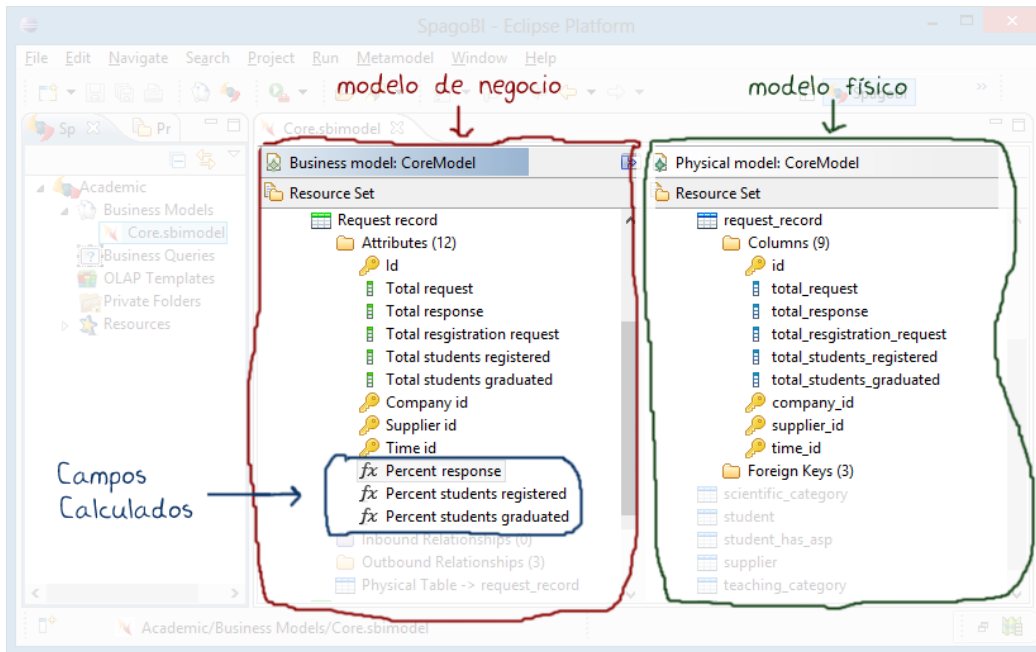 SpagoBI - Eclipse Platform
File Edit Navigate Search Project Run Metamodel Window Help
modelo de negocio
modelo físico
SpagoBI
Sp
Pr
Core.sbimodel
Academic
Business Models
Core.sbimodel
Business Queries
OLAP Templates
Private Folders
Resources
Business model: CoreModel
Resource Set
Request record
Attributes (12)
Id
Total request
Total response
Total resgistration request
Total students registered
Total students graduated
Company id
Supplier id
Time id
fx Percent response
fx Percent students registered
fx Percent students graduated
Inbound Relationships (0)
Outbound Relationships (3)
Physical Table -> request_record
Campos
Calculados
Physical model: CoreModel
Resource Set
request_record
Columns (9)
id
total_request
total_response
total_resgistration_request
total_students_registered
total_students_graduated
company_id
supplier_id
time_id
Foreign Keys (3)
scientific_category
student
student_has_asp
supplier
teaching_category
Academic/Business Models/Core.sbimodel